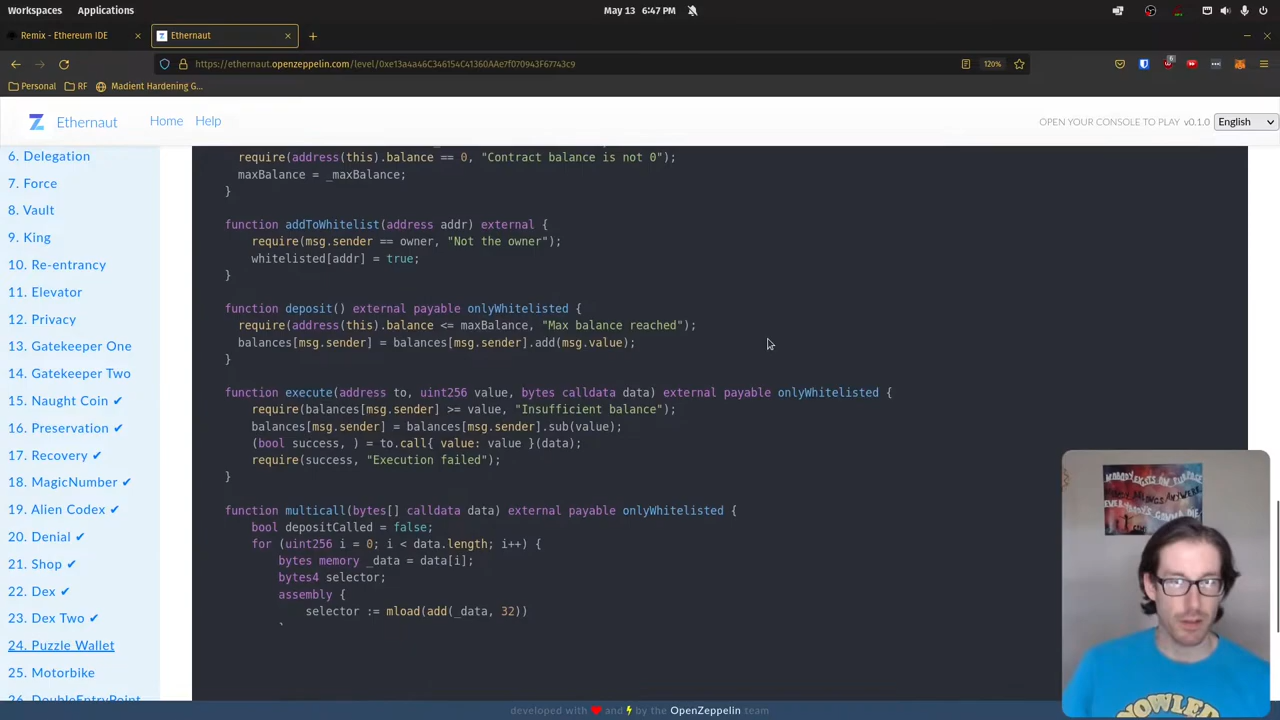 Workspaces
Applications
May 13 6:47 PM
Remix - Ethereum IDE
Ethernaut
https://ethernaut.openzeppelin.com/level/0xe13a4a46C346154C41360AAe7f070943F67743c9
120%
Personal
RF
Madient Hardening G...
Ethernaut
Home
Help
OPEN YOUR CONSOLE TO PLAY v0.1.0
English
6. Delegation
7. Force
8. Vault
9. King
10. Re-entrancy
11. Elevator
12. Privacy
13. Gatekeeper One
14. Gatekeeper Two
15. Naught Coin ✔
16. Preservation ✔
17. Recovery ✔
18. MagicNumber ✔
19. Alien Codex ✔
20. Denial ✔
21. Shop ✔
22. Dex ✔
23. Dex Two ✔
24. Puzzle Wallet
25. Motorbike
26. DoubleEntryPoint
require(address(this).balance == 0, "Contract balance is not 0");
maxBalance = _maxBalance;
}
function addToWhitelist(address addr) external {
require(msg.sender == owner, "Not the owner");
whitelisted[addr] = true;
}
function deposit() external payable onlyWhitelisted {
require(address(this).balance <= maxBalance, "Max balance reached");
balances[msg.sender] = balances[msg.sender].add(msg.value);
}
function execute(address to, uint256 value, bytes calldata data) external payable onlyWhitelisted {
require(balances[msg.sender] >= value, "Insufficient balance");
balances[msg.sender] = balances[msg.sender].sub(value);
(bool success, ) = to.call{ value: value }(data);
require(success, "Execution failed");
}
function multicall(bytes[] calldata data) external payable onlyWhitelisted {
bool depositCalled = false;
for (uint256 i = 0; i < data.length; i++) {
bytes memory _data = data[i];
bytes4 selector;
assembly {
selector := mload(add(_data, 32))
developed with ❤ and ⚡ by the OpenZeppelin team